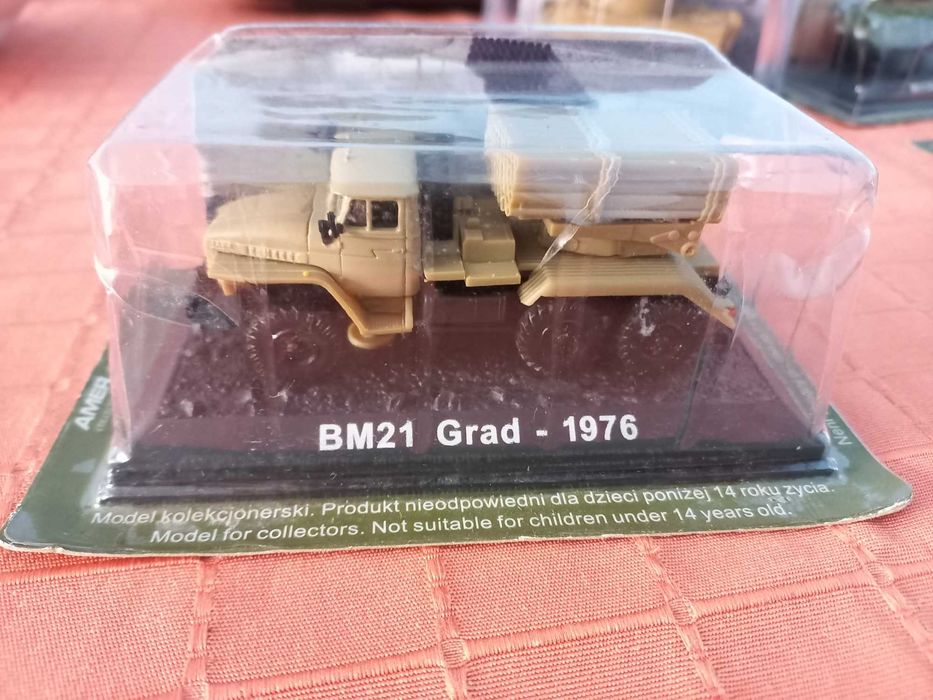 BM21 Grad - 1976
AMER
Model kolekcjonerski. Produkt nieodpowiedni dla dzieci poniżej 14 roku życia.
Model for collectors. Not suitable for children under 14 years old.